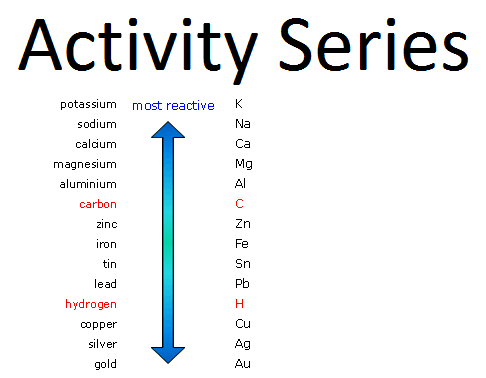 Activity Series
potassium most reactive K
sodium Na
calcium Ca
magnesium Mg
aluminium Al
carbon C
zinc Zn
iron Fe
tin Sn
lead Pb
hydrogen H
copper Cu
silver Ag
gold Au